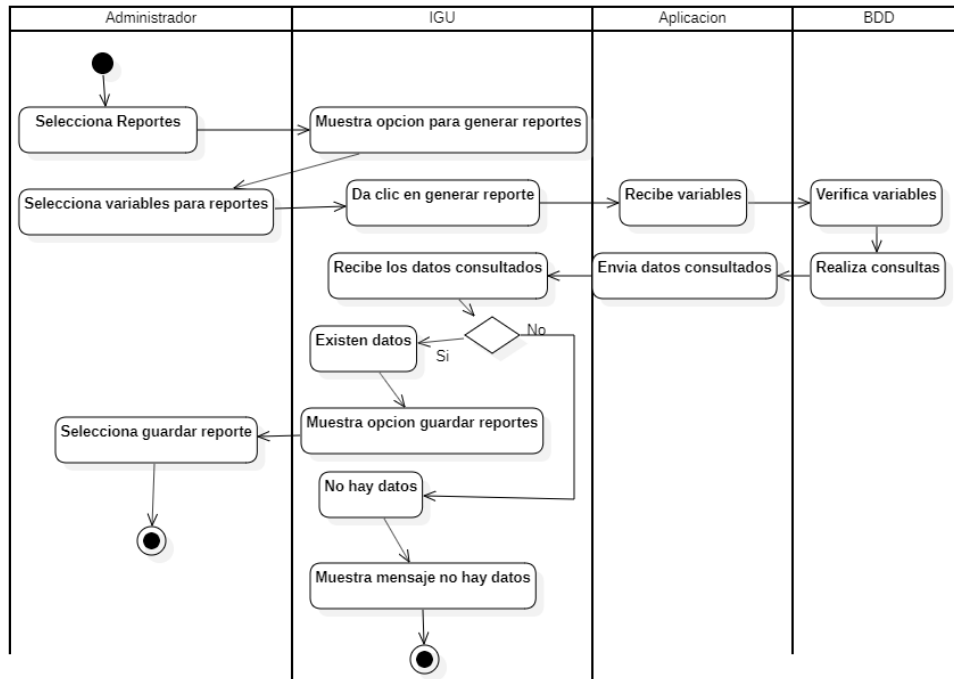 Administrador
IGU
Aplicacion
BDD
Selecciona Reportes
Muestra opcion para generar reportes
Selecciona variables para reportes
Da clic en generar reporte
Recibe variables
Verifica variables
Recibe los datos consultados
Envia datos consultados
Realiza consultas
No
Existen datos
Si
Selecciona guardar reporte
Muestra opcion guardar reportes
No hay datos
Muestra mensaje no hay datos